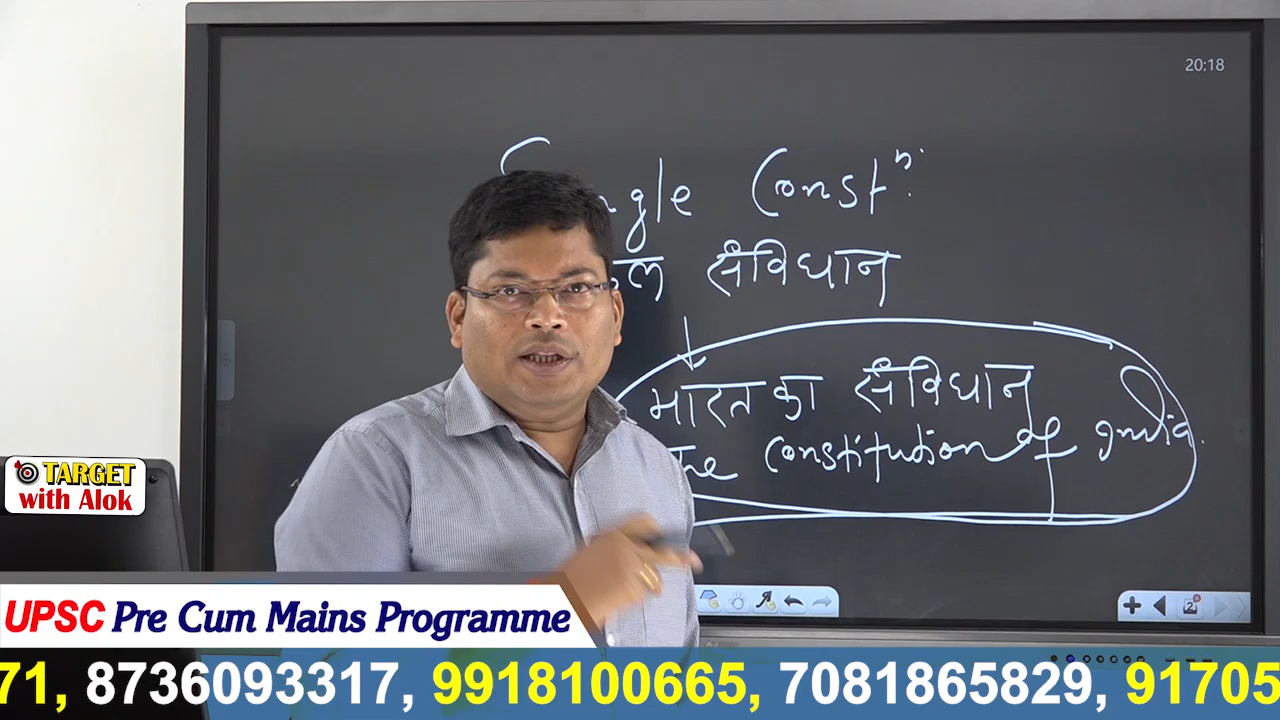 20:18
Constⁿ:
संविधान
भारत का संविधान
The Constitution of India.
TARGET
with Alok
2
UPSC Pre Cum Mains Programme
71, 8736093317, 9918100665, 7081865829, 91705